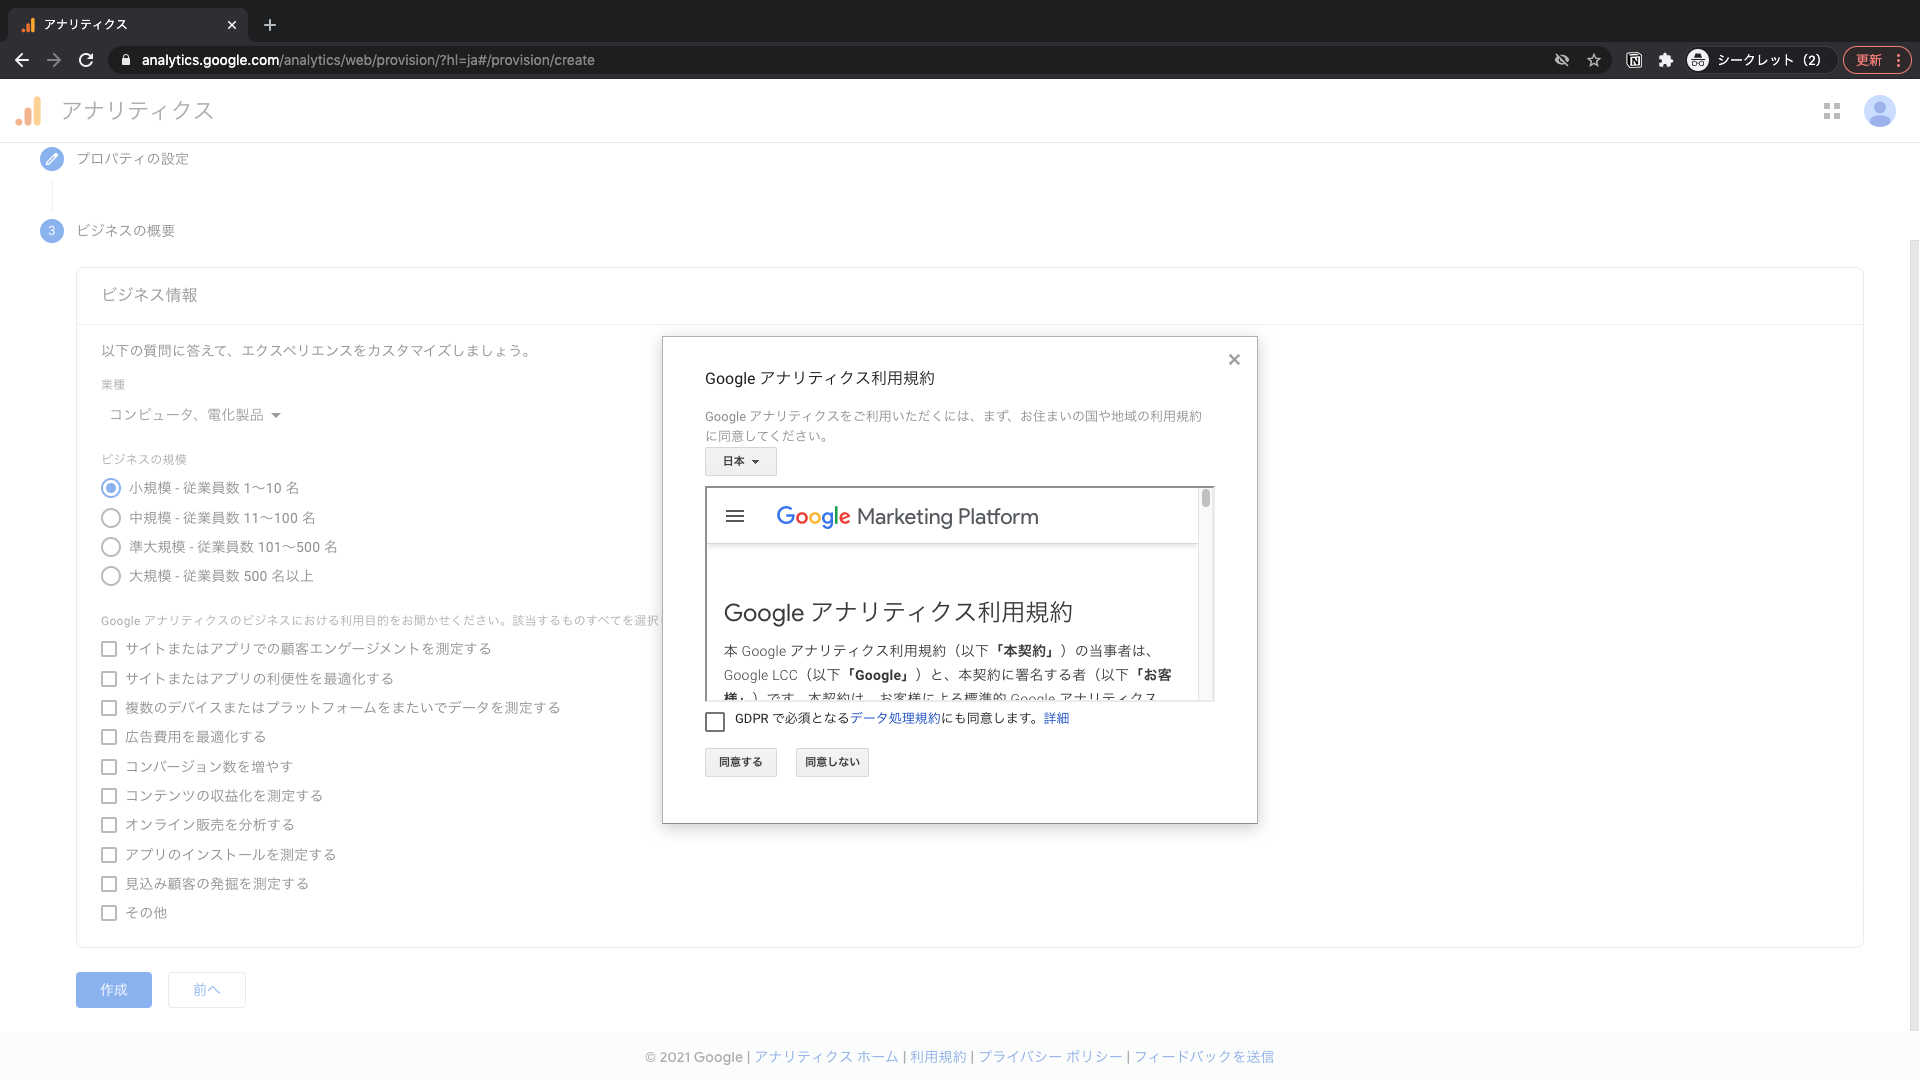 アナリティクス
analytics.google.com/analytics/web/provision/?hl=ja#/provision/create
シークレット（2）
更新
アナリティクス
プロパティの設定
3 ビジネスの概要
ビジネス情報
以下の質問に答えて、エクスペリエンスをカスタマイズしましょう。
業種
コンピュータ、電化製品
ビジネスの規模
小規模 - 従業員数 1〜10 名
中規模 - 従業員数 11〜100 名
準大規模 - 従業員数 101〜500 名
大規模 - 従業員数 500 名以上
Google アナリティクスのビジネスにおける利用目的をお聞かせください。該当するものすべてを選択
サイトまたはアプリでの顧客エンゲージメントを測定する
サイトまたはアプリの利便性を最適化する
複数のデバイスまたはプラットフォームをまたいでデータを測定する
広告費用を最適化する
コンバージョン数を増やす
コンテンツの収益化を測定する
オンライン販売を分析する
アプリのインストールを測定する
見込み顧客の発掘を測定する
その他
作成
前へ
Google アナリティクス利用規約
Google アナリティクスをご利用いただくには、まず、お住まいの国や地域の利用規約
に同意してください。
日本
Google Marketing Platform
Google アナリティクス利用規約
本 Google アナリティクス利用規約（以下「本契約」）の当事者は、
Google LCC（以下「Google」）と、本契約に署名する者（以下「お客
様」）です。本契約は、お客様による標準的 Google アナリティクス
GDPR で必須となるデータ処理規約にも同意します。詳細
同意する
同意しない
© 2021 Google | アナリティクス ホーム | 利用規約 | プライバシー ポリシー | フィードバックを送信